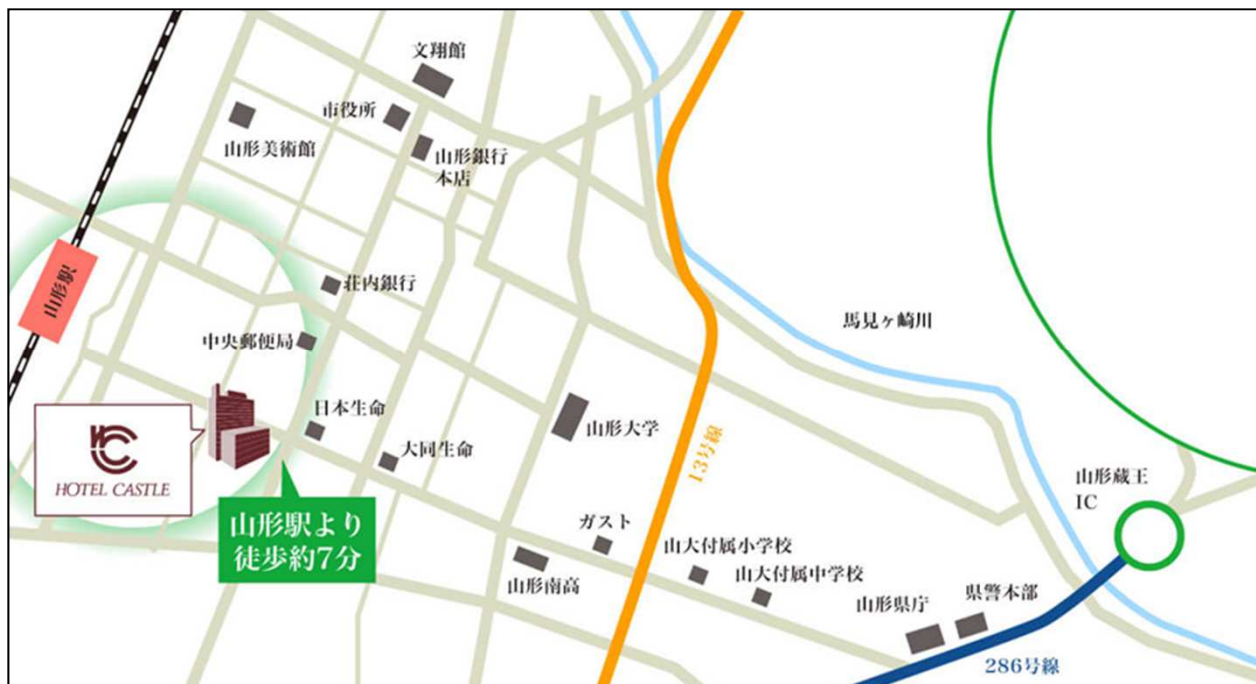 文翔館
市役所
山形美術館
山形銀行
本店
山形駅
荘内銀行
中央郵便局
馬見ヶ崎川
日本生命
HOTEL CASTLE
大同生命
山形大学
13号線
山形蔵王
IC
山形駅より
徒歩約7分
ガスト
山形南高
山大付属小学校
山大付属中学校
山形県庁
県警本部
286号線